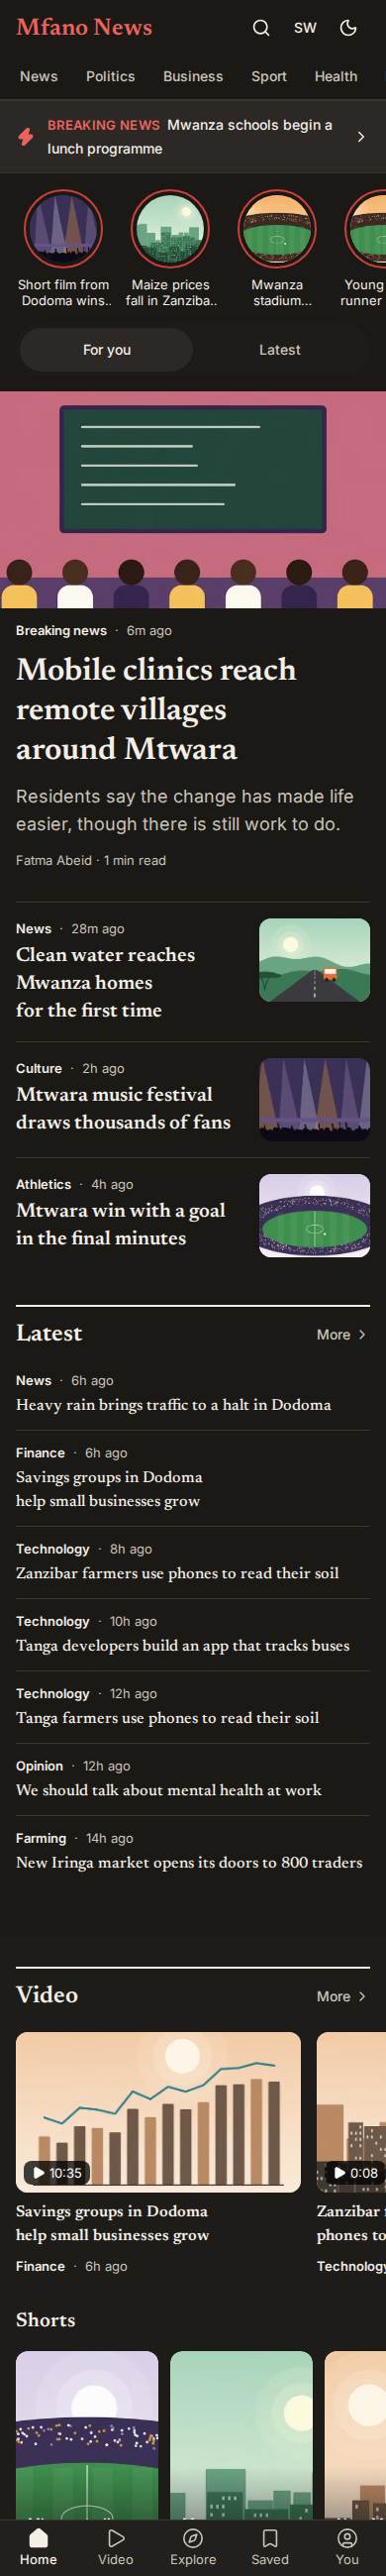 Mfano News
SW
News Politics Business Sport Health
BREAKING NEWS Mwanza schools begin a
lunch programme
Short film from
Dodoma wins..
Maize prices
fall in Zanziba..
Mwanza
stadium...
Young
runner
For you
Latest
Breaking news · 6m ago
Mobile clinics reach
remote villages
around Mtwara
Residents say the change has made life
easier, though there is still work to do.
Fatma Abeid · 1 min read
News · 28m ago
Clean water reaches
Mwanza homes
for the first time
Culture · 2h ago
Mtwara music festival
draws thousands of fans
Athletics · 4h ago
Mtwara win with a goal
in the final minutes
Latest
More
News · 6h ago
Heavy rain brings traffic to a halt in Dodoma
Finance · 6h ago
Savings groups in Dodoma
help small businesses grow
Technology · 8h ago
Zanzibar farmers use phones to read their soil
Technology · 10h ago
Tanga developers build an app that tracks buses
Technology · 12h ago
Tanga farmers use phones to read their soil
Opinion · 12h ago
We should talk about mental health at work
Farming · 14h ago
New Iringa market opens its doors to 800 traders
Video
More
10:35
Savings groups in Dodoma
help small businesses grow
Finance · 6h ago
0:08
Zanzibar
phones to
Technology
Shorts
Home Video Explore Saved You